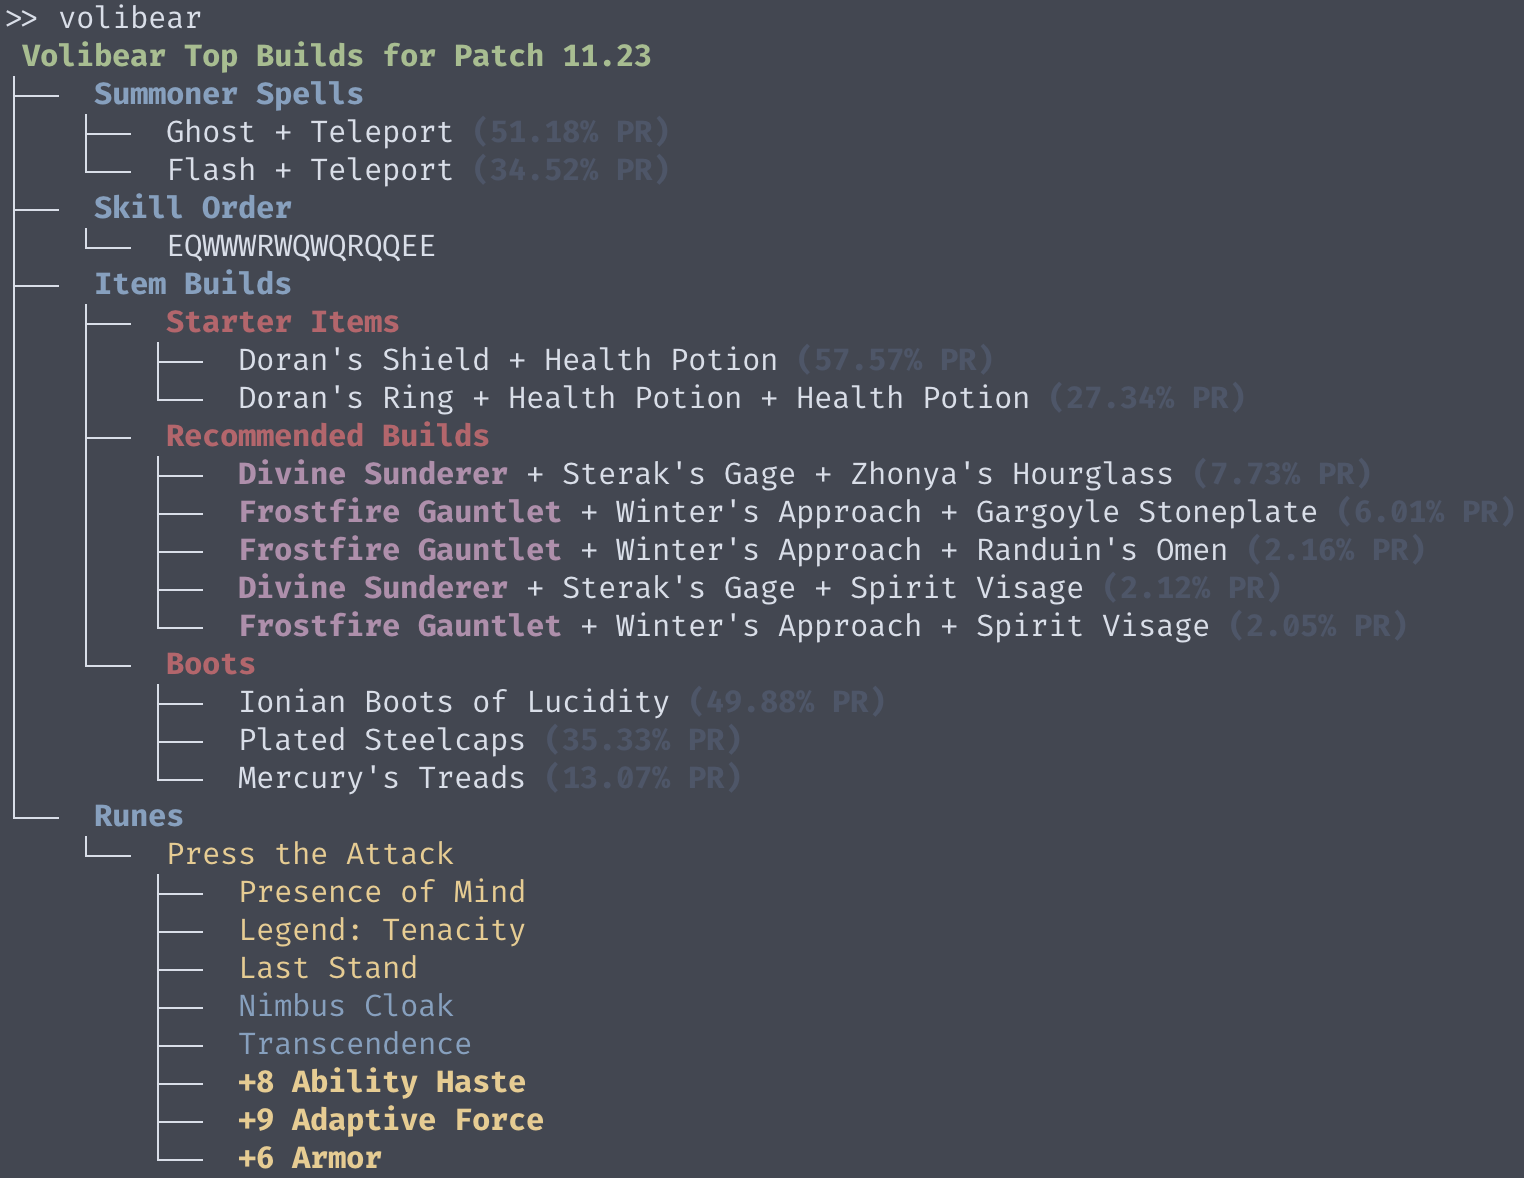 >> volibear
Volibear Top Builds for Patch 11.23
Summoner Spells
Ghost + Teleport (51.18% PR)
Flash + Teleport (34.52% PR)
Skill Order
EQWWWRWQWQRQQEE
Item Builds
Starter Items
Doran's Shield + Health Potion (57.57% PR)
Doran's Ring + Health Potion + Health Potion (27.34% PR)
Recommended Builds
Divine Sunderer + Sterak's Gage + Zhonya's Hourglass (7.73% PR)
Frostfire Gauntlet + Winter's Approach + Gargoyle Stoneplate (6.01% PR)
Frostfire Gauntlet + Winter's Approach + Randuin's Omen (2.16% PR)
Divine Sunderer + Sterak's Gage + Spirit Visage (2.12% PR)
Frostfire Gauntlet + Winter's Approach + Spirit Visage (2.05% PR)
Boots
Ionian Boots of Lucidity (49.88% PR)
Plated Steelcaps (35.33% PR)
Mercury's Treads (13.07% PR)
Runes
Press the Attack
Presence of Mind
Legend: Tenacity
Last Stand
Nimbus Cloak
Transcendence
+8 Ability Haste
+9 Adaptive Force
+6 Armor